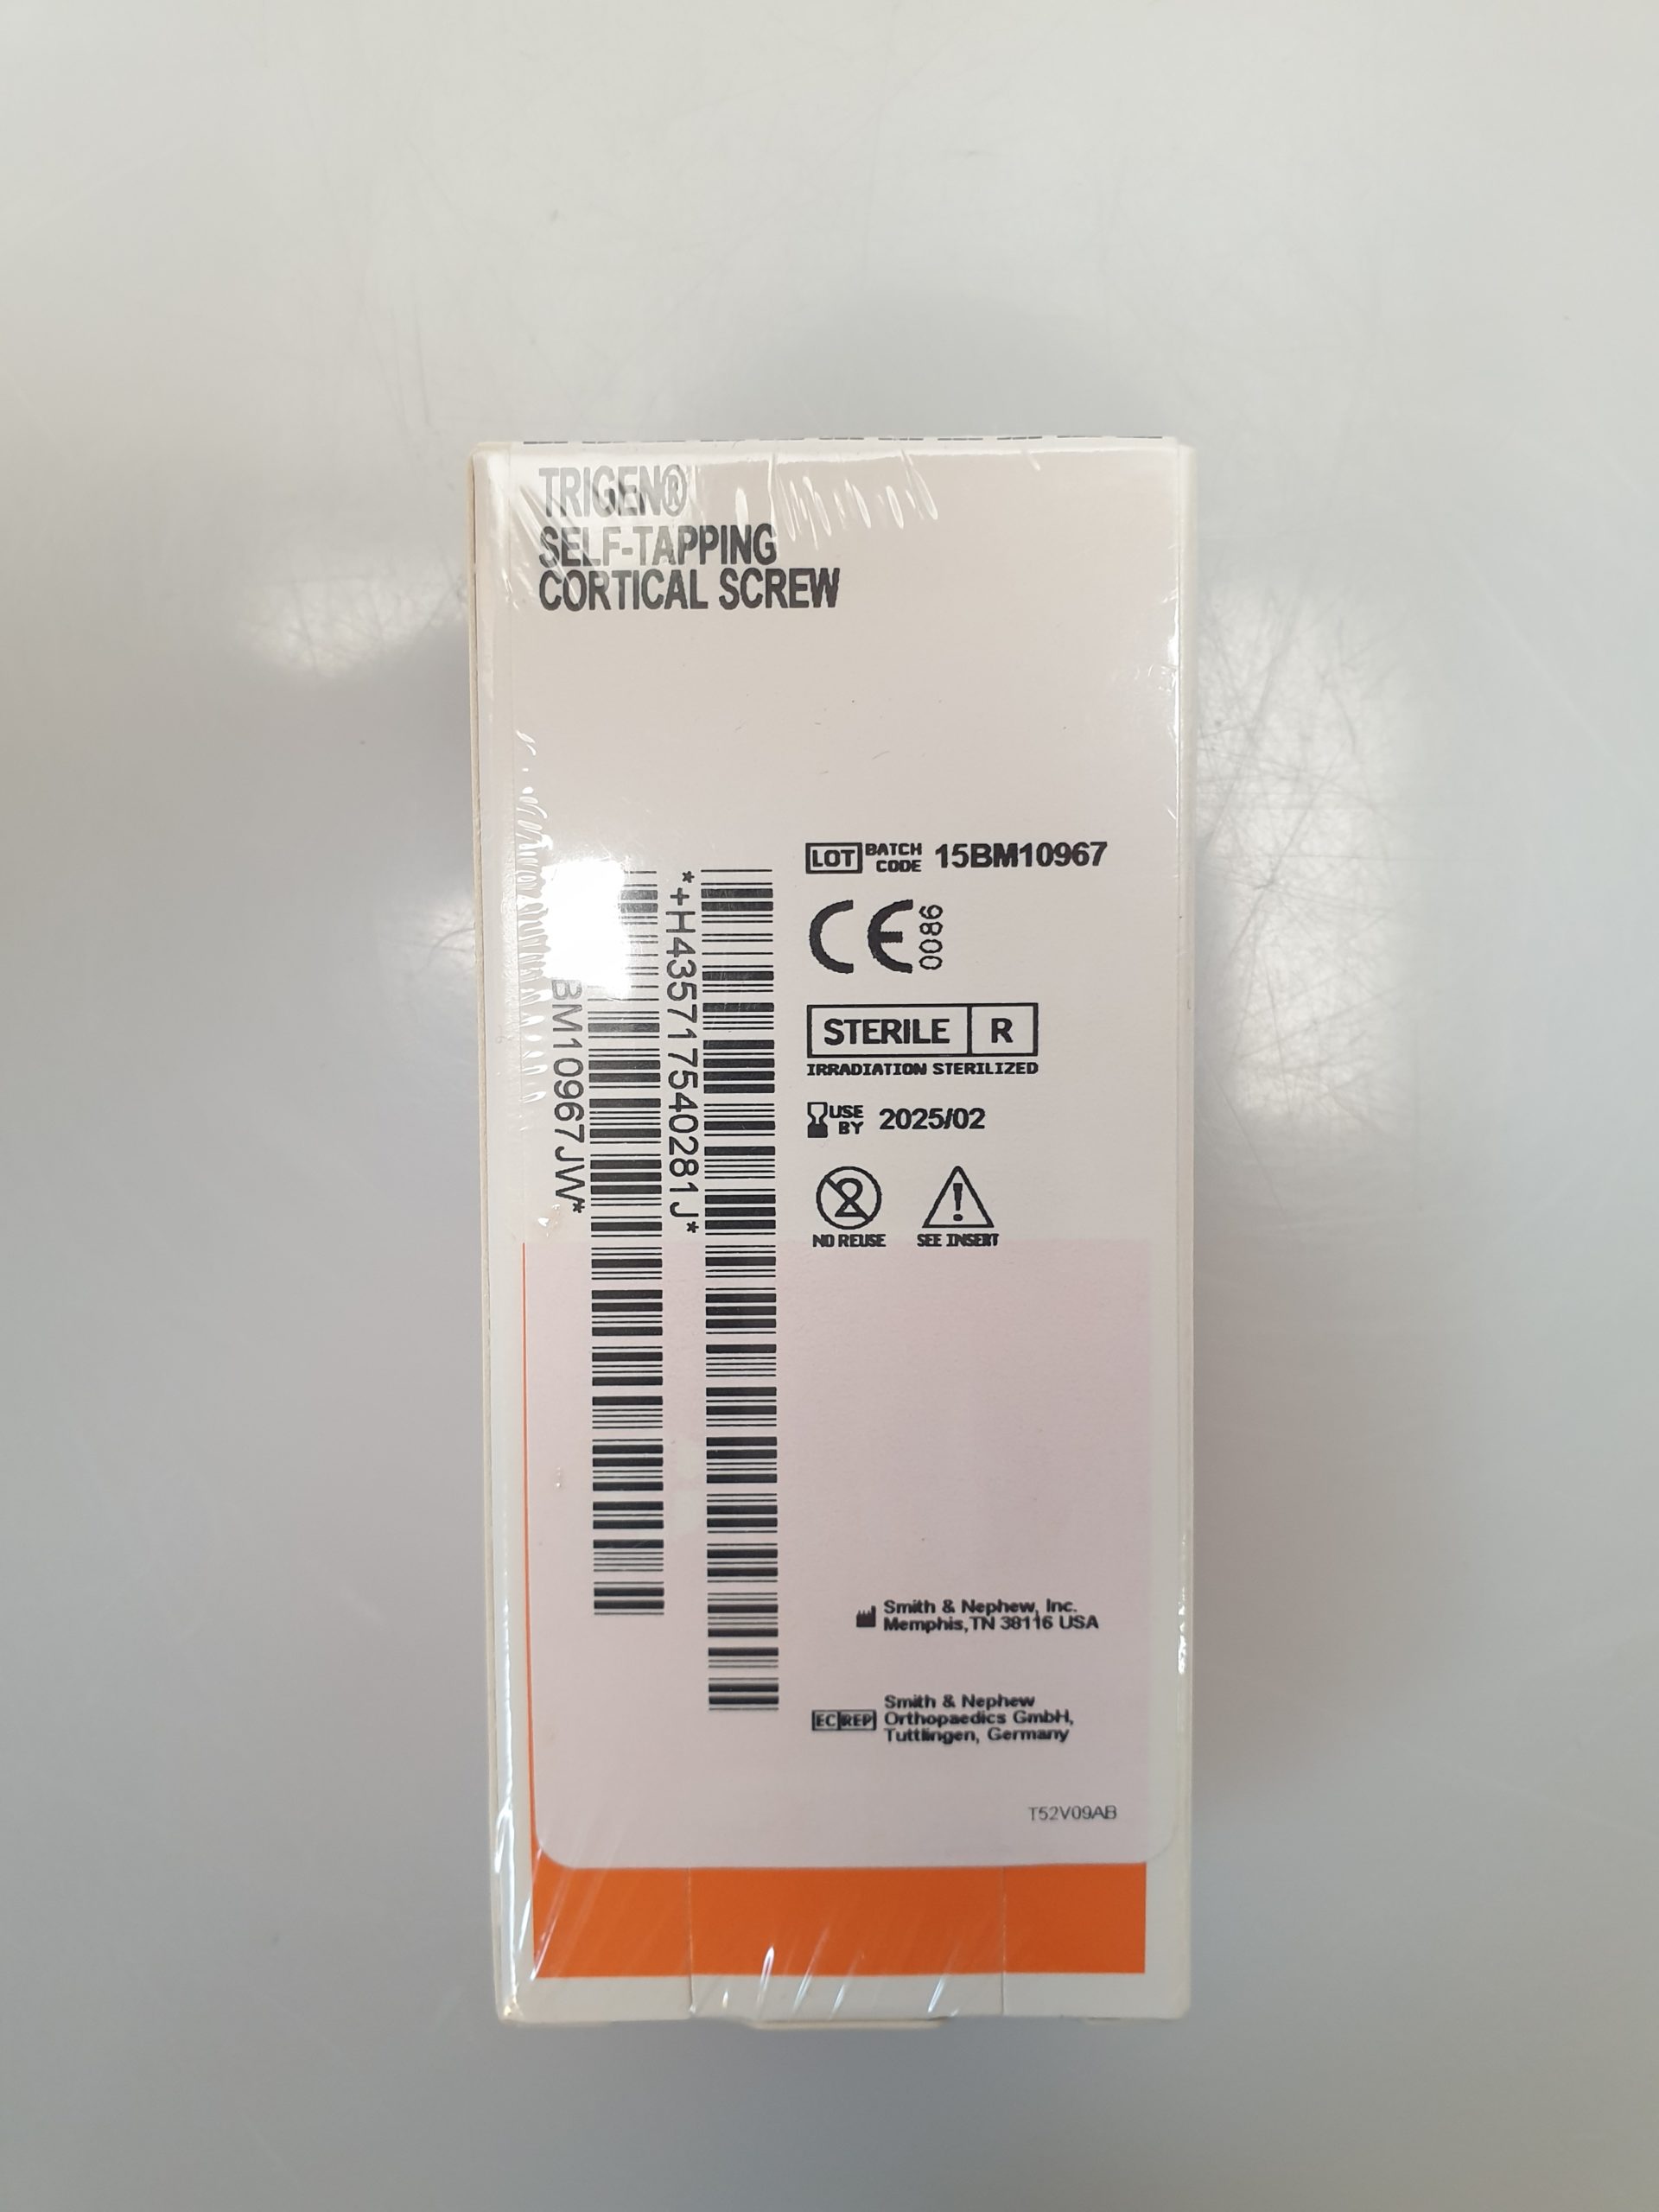 TRIGEN®
SELF-TAPPING
CORTICAL SCREW
LOT BATCH CODE 15BM10967
CE 0086
STERILE R
IRRADIATION STERILIZED
USE BY 2025/02
NO REUSE SEE INSERT
*+H43571754028​1J*
BM10967JW*
Smith & Nephew, Inc.
Memphis, TN 38116 USA
EC REP
Smith & Nephew
Orthopaedics GmbH,
Tuttlingen, Germany
T52V09AB